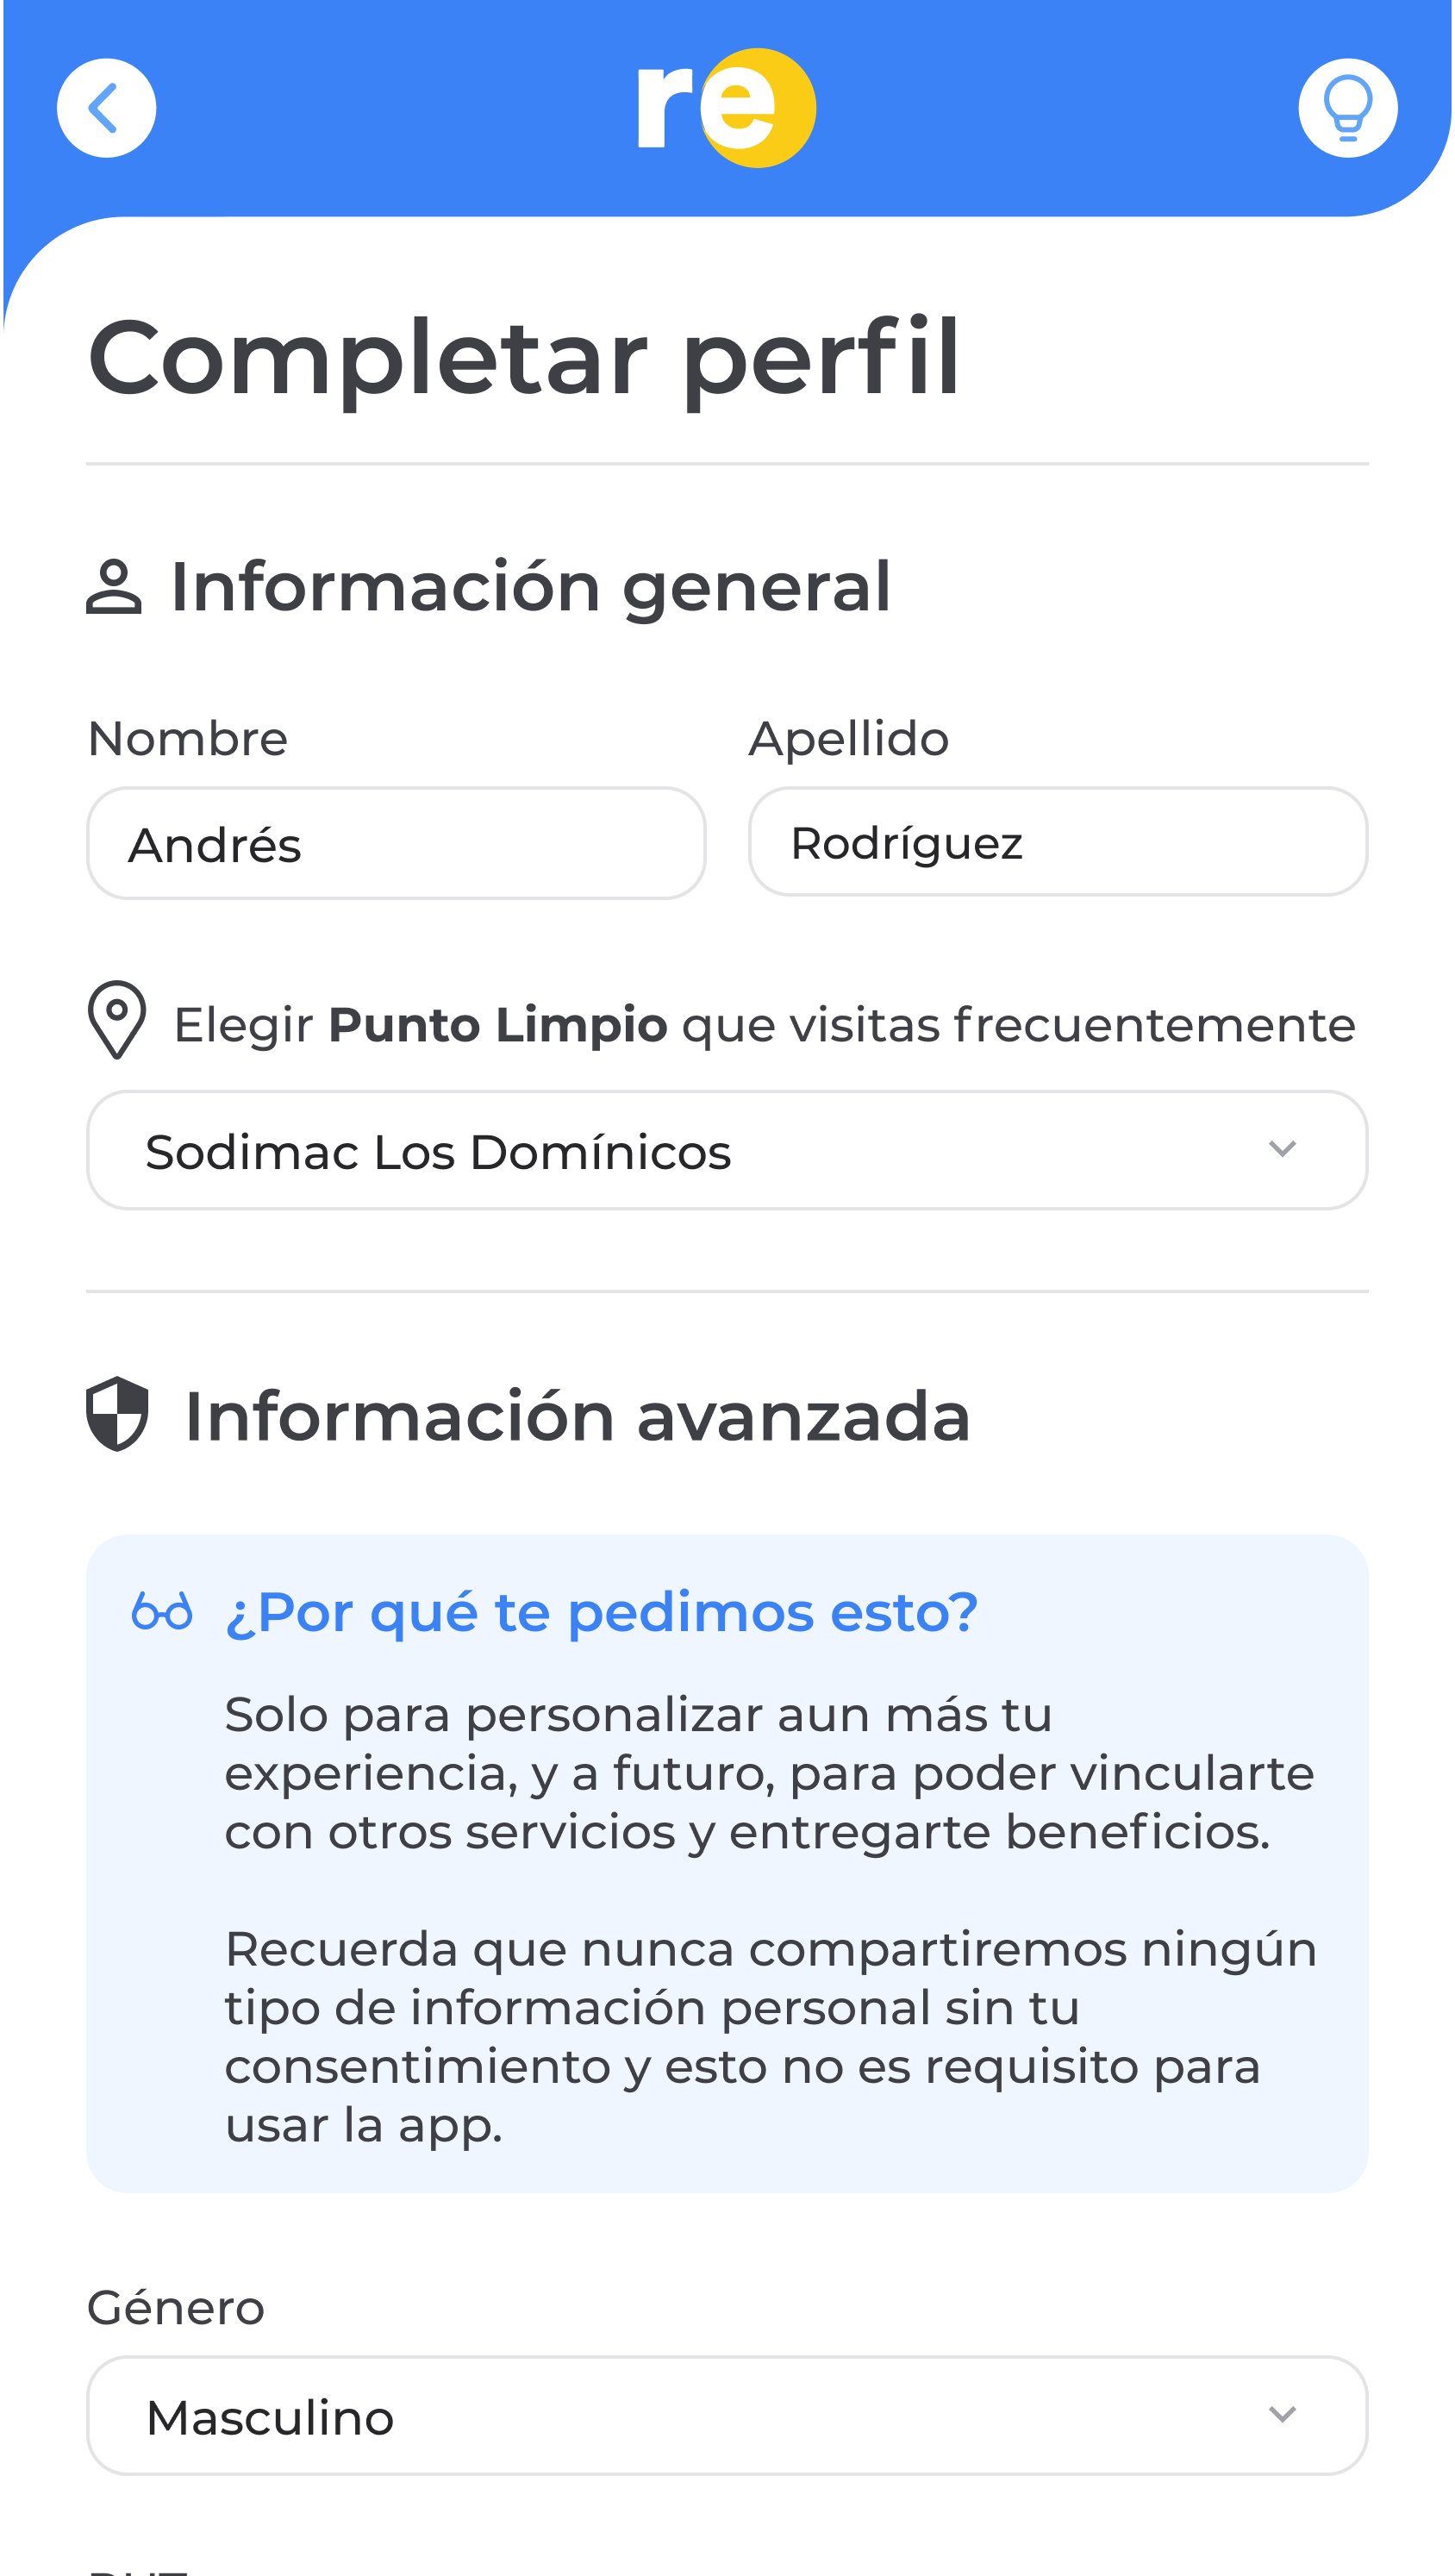 re
Completar perfil
Información general
Nombre
Apellido
Andrés
Rodríguez
Elegir Punto Limpio que visitas frecuentemente
Sodimac Los Domínicos
Información avanzada
¿Por qué te pedimos esto?
Solo para personalizar aun más tu
experiencia, y a futuro, para poder vincularte
con otros servicios y entregarte beneficios.
Recuerda que nunca compartiremos ningún
tipo de información personal sin tu
consentimiento y esto no es requisito para
usar la app.
Género
Masculino